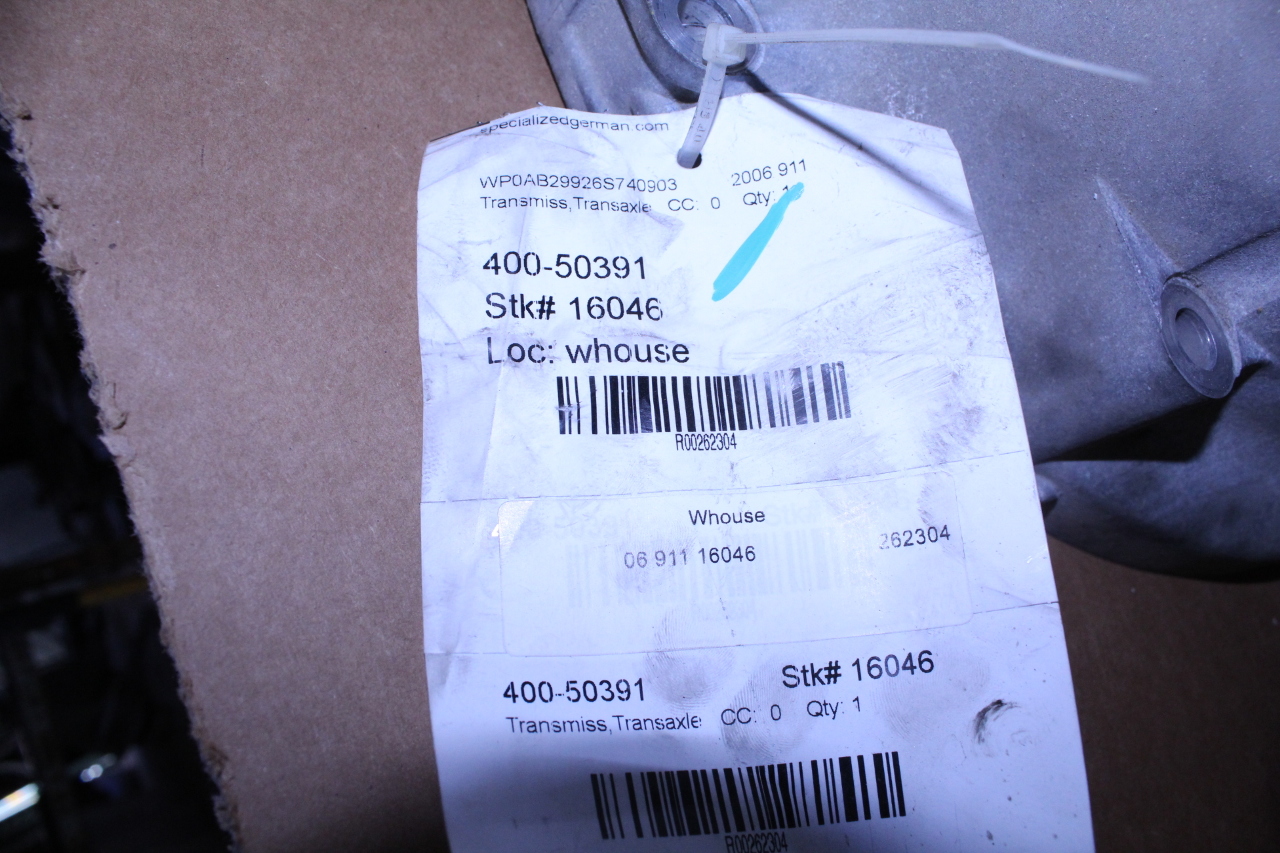 specializedgerman.com
WP0AB29926S740903 2006 911
Transmiss,Transaxle CC: 0 Qty: 1
400-50391
Stk# 16046
Loc: whouse
R00262304
Whouse
06 911 16046 262304
400-50391 Stk# 16046
Transmiss,Transaxle CC: 0 Qty: 1
R00262304